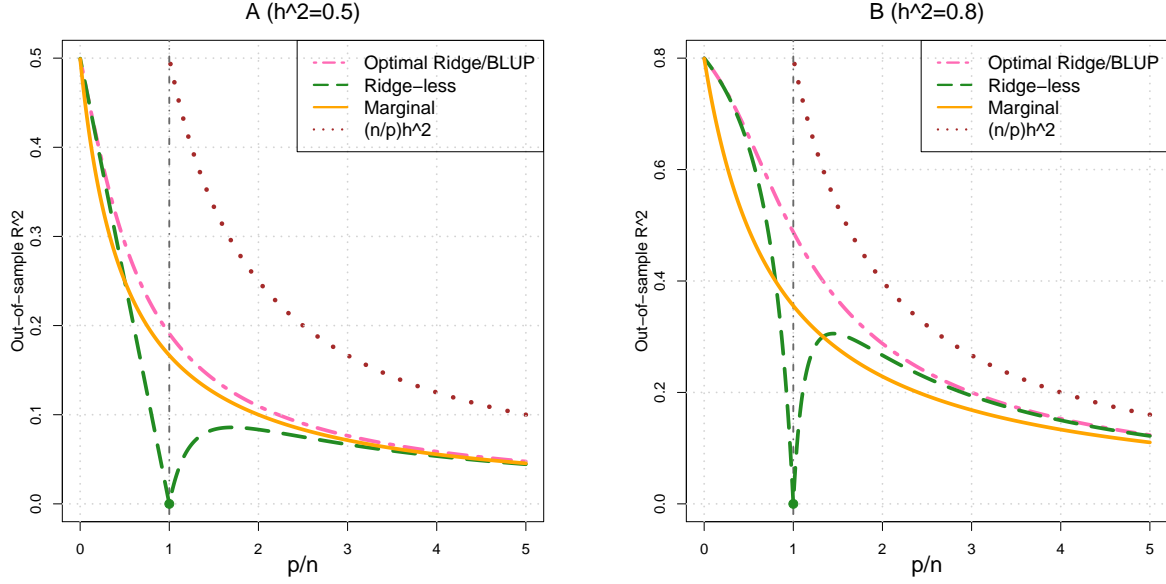 A (h^2=0.5)
Out-of-sample R^2
0.5
0.4
0.3
0.2
0.1
0.0
Optimal Ridge/BLUP
Ridge-less
Marginal
(n/p)h^2
0 1 2 3 4 5
p/n
B (h^2=0.8)
Out-of-sample R^2
0.8
0.6
0.4
0.2
0.0
Optimal Ridge/BLUP
Ridge-less
Marginal
(n/p)h^2
0 1 2 3 4 5
p/n